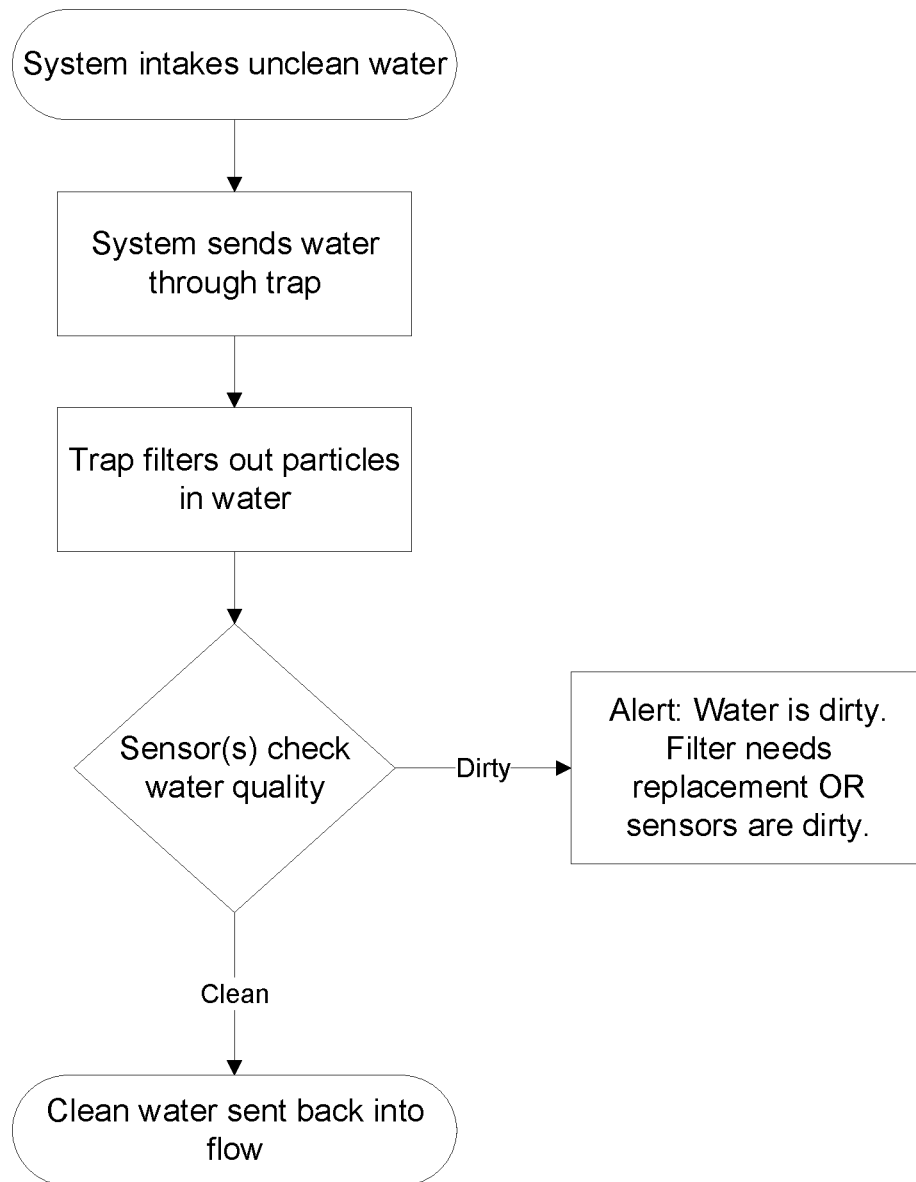 System intakes unclean water
System sends water
through trap
Trap filters out particles
in water
Sensor(s) check
water quality
Dirty
Alert: Water is dirty.
Filter needs
replacement OR
sensors are dirty.
Clean
Clean water sent back into
flow